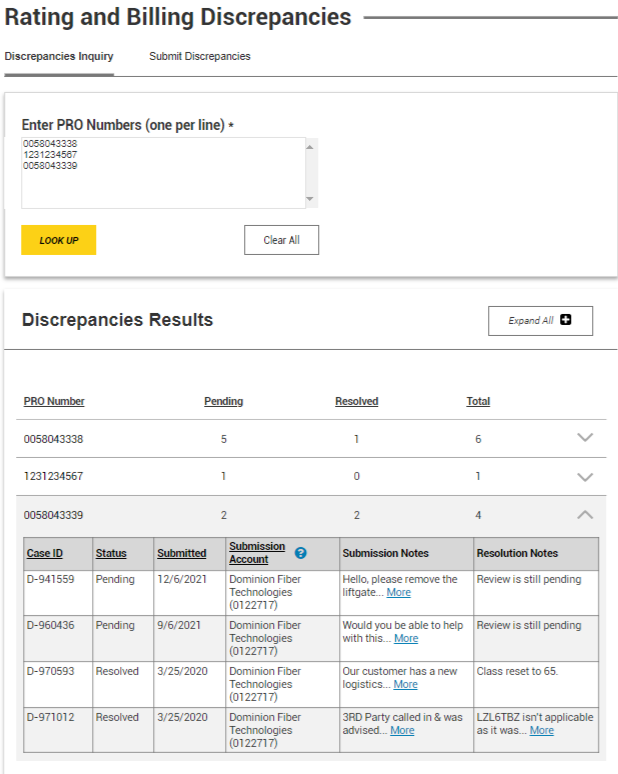 Rating and Billing Discrepancies
Discrepancies Inquiry Submit Discrepancies
Enter PRO Numbers (one per line) *
0058043338
1231234567
0058043339
LOOK UP Clear All
Discrepancies Results Expand All
PRO Number Pending Resolved Total
0058043338 5 1 6
1231234567 1 0 1
0058043339 2 2 4
Case ID Status Submitted Submission Account ? Submission Notes Resolution Notes
D-941559 Pending 12/6/2021 Dominion Fiber Hello, please remove the Review is still pending
Technologies liftgate... More
(0122717)
D-960436 Pending 9/6/2021 Dominion Fiber Would you be able to help Review is still pending
Technologies with this... More
(0122717)
D-970593 Resolved 3/25/2020 Dominion Fiber Our customer has a new Class reset to 65.
Technologies logistics... More
(0122717)
D-971012 Resolved 3/25/2020 Dominion Fiber 3RD Party called in & was LZL6TBZ isn't applicable
Technologies advised... More as it was... More
(0122717)